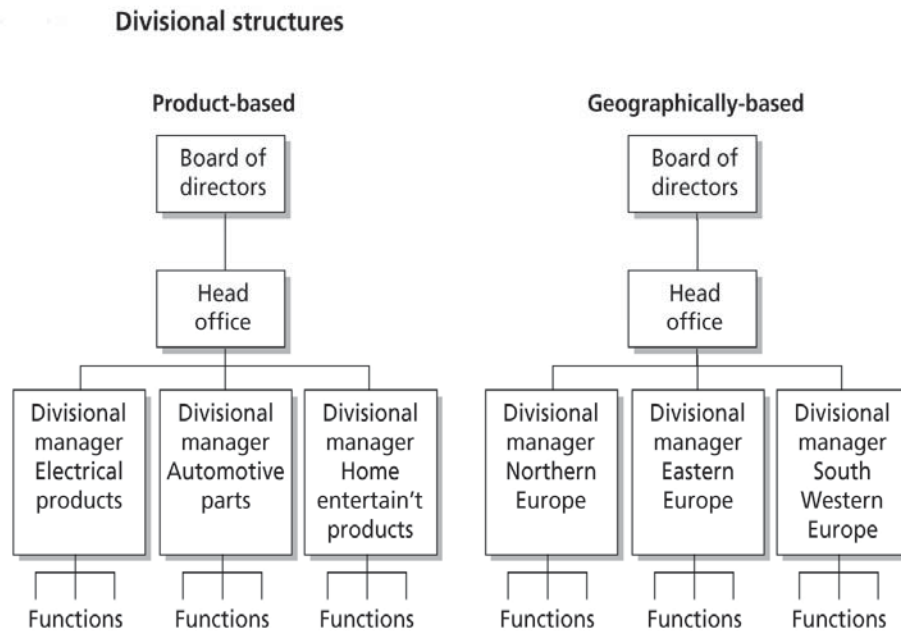 Divisional structures
Product-based
Board of
directors
Head
office
Divisional
manager
Electrical
products
Divisional
manager
Automotive
parts
Divisional
manager
Home
entertain't
products
Functions
Functions
Functions
Geographically-based
Board of
directors
Head
office
Divisional
manager
Northern
Europe
Divisional
manager
Eastern
Europe
Divisional
manager
South
Western
Europe
Functions
Functions
Functions